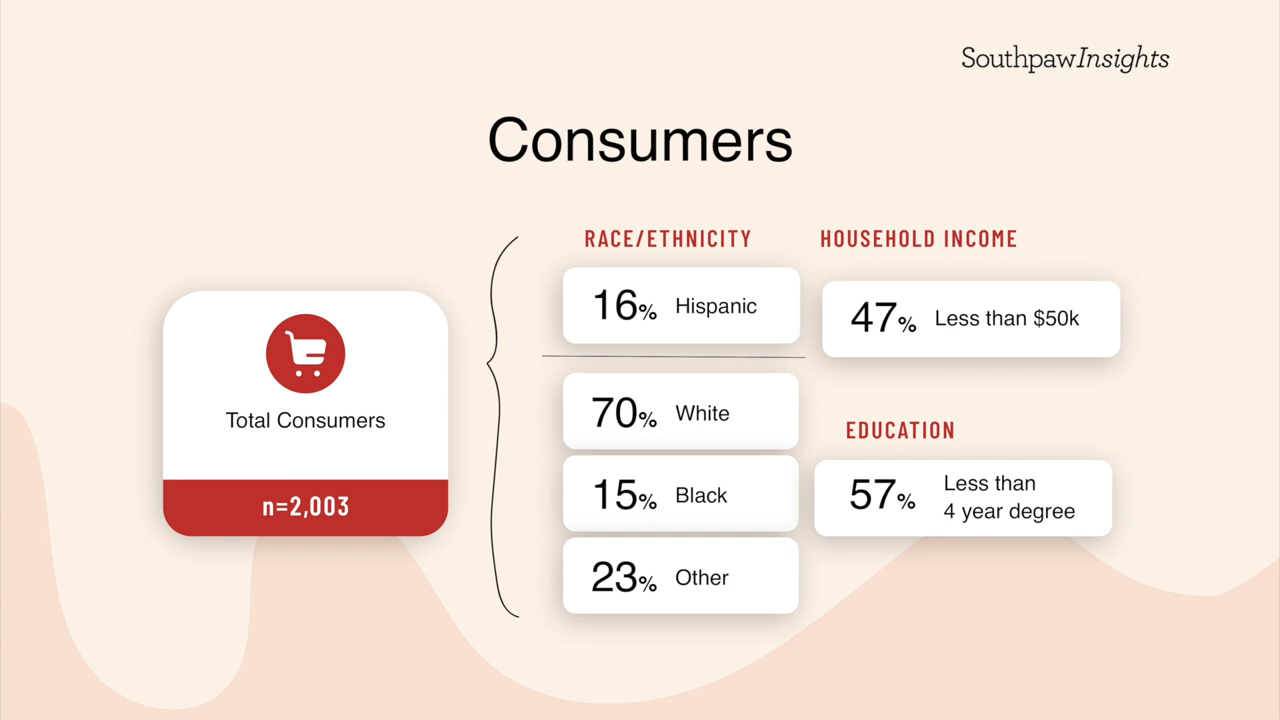 SouthpawInsights
Consumers
Total Consumers
n=2,003
RACE/ETHNICITY
16% Hispanic
70% White
15% Black
23% Other
HOUSEHOLD INCOME
47% Less than $50k
EDUCATION
57% Less than
4 year degree